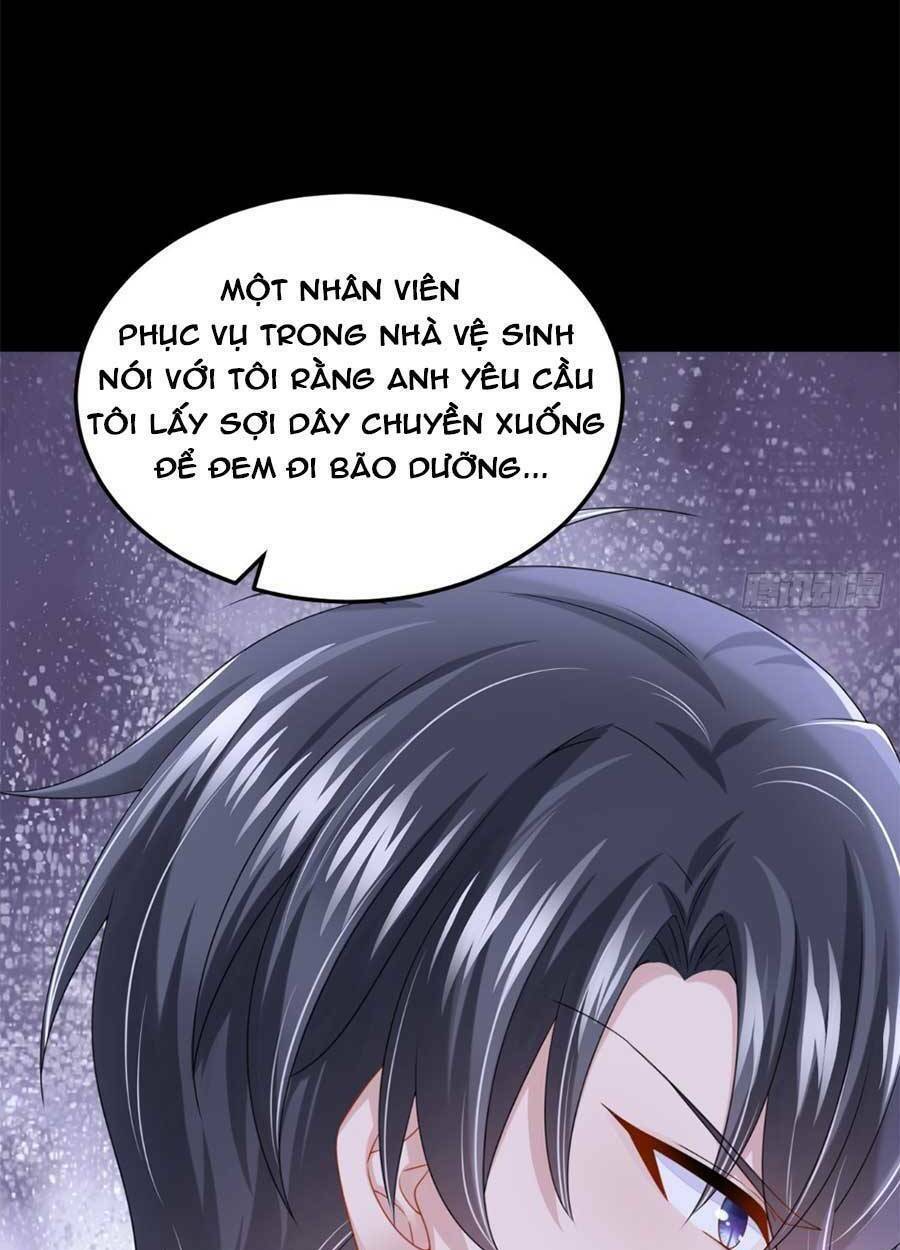 MỘT NHÂN VIÊN
PHỤC VỤ TRONG NHÀ VỆ SINH
NÓI VỚI TÔI RẰNG ANH YÊU CẦU
TÔI LẤY SỢI DÂY CHUYỀN XUỐNG
ĐỂ ĐEM ĐI BÃO DƯỠNG...